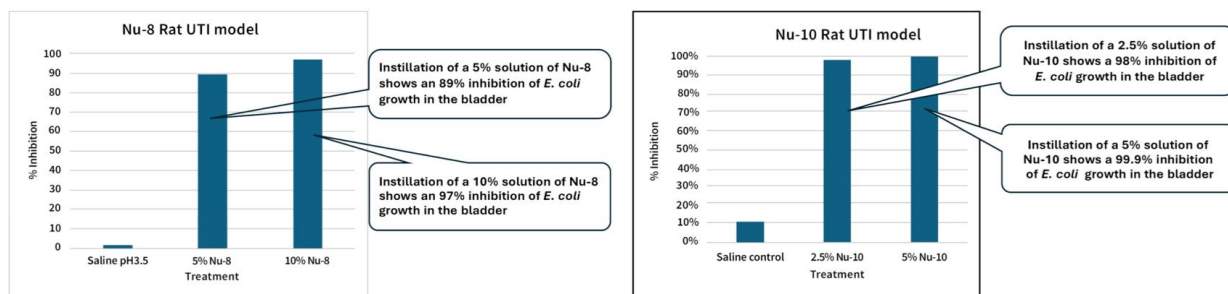 Nu-8 Rat UTI model
% Inhibition
100
90
80
70
60
50
40
30
20
10
0
Saline pH3.5
5% Nu-8
10% Nu-8
Treatment
Instillation of a 5% solution of Nu-8
shows an 89% inhibition of E. coli
growth in the bladder
Instillation of a 10% solution of Nu-8
shows an 97% inhibition of E. coli
growth in the bladder
Nu-10 Rat UTI model
% Inhibition
100%
90%
80%
70%
60%
50%
40%
30%
20%
10%
0%
Saline control
2.5% Nu-10
5% Nu-10
Treatment
Instillation of a 2.5% solution of
Nu-10 shows a 98% inhibition of
E. coli growth in the bladder
Instillation of a 5% solution of
Nu-10 shows a 99.9% inhibition
of E. coli growth in the bladder